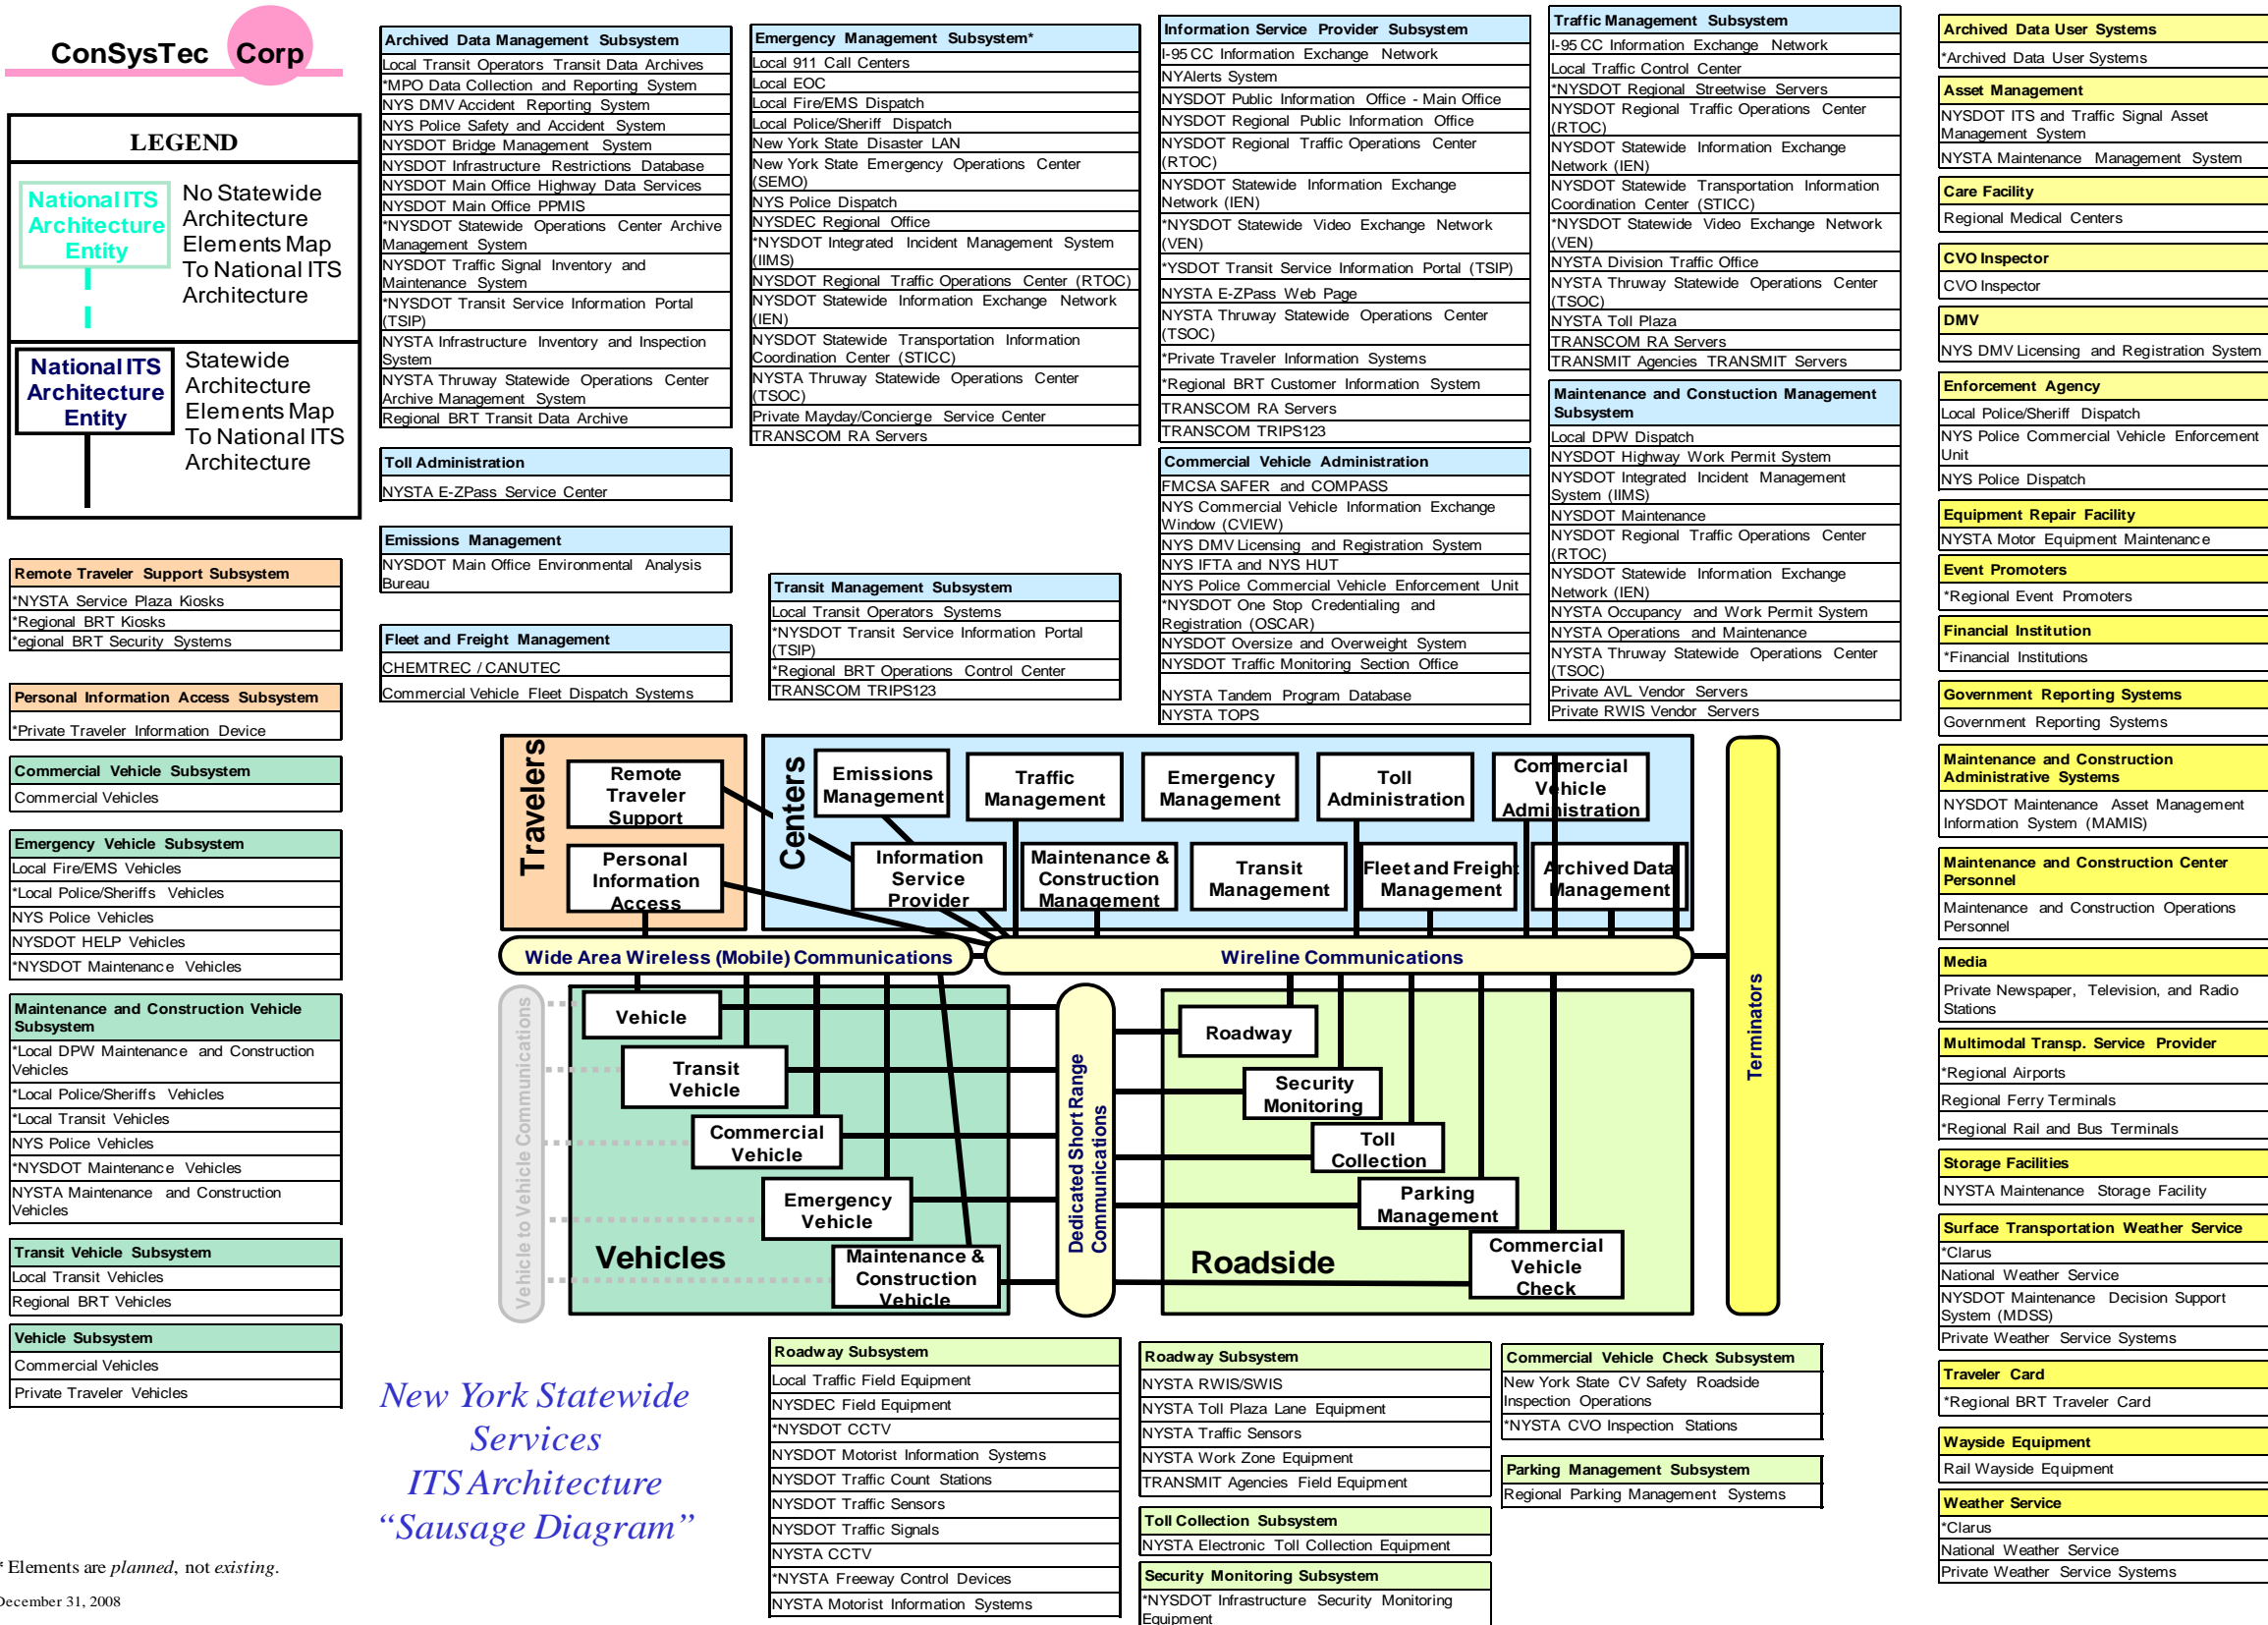 ConSysTec Corp
LEGEND
National ITS
Architecture
Entity
No Statewide
Architecture
Elements Map
To National ITS
Architecture
National ITS
Architecture
Entity
Statewide
Architecture
Elements Map
To National ITS
Architecture
Remote Traveler Support Subsystem
*NYSTA Service Plaza Kiosks
*Regional BRT Kiosks
*egional BRT Security Systems
Personal Information Access Subsystem
*Private Traveler Information Device
Commercial Vehicle Subsystem
Commercial Vehicles
Emergency Vehicle Subsystem
Local Fire/EMS Vehicles
*Local Police/Sheriffs Vehicles
NYS Police Vehicles
NYSDOT HELP Vehicles
*NYSDOT Maintenance Vehicles
Maintenance and Construction Vehicle
Subsystem
*Local DPW Maintenance and Construction
Vehicles
*Local Police/Sheriffs Vehicles
*Local Transit Vehicles
NYS Police Vehicles
*NYSDOT Maintenance Vehicles
NYSTA Maintenance and Construction
Vehicles
Transit Vehicle Subsystem
Local Transit Vehicles
Regional BRT Vehicles
Vehicle Subsystem
Commercial Vehicles
Private Traveler Vehicles
* Elements are planned, not existing.
December 31, 2008
Archived Data Management Subsystem
Local Transit Operators Transit Data Archives
*MPO Data Collection and Reporting System
NYS DMV Accident Reporting System
NYS Police Safety and Accident System
NYSDOT Bridge Management System
NYSDOT Infrastructure Restrictions Database
NYSDOT Main Office Highway Data Services
NYSDOT Main Office PPMIS
*NYSDOT Statewide Operations Center Archive
Management System
NYSDOT Traffic Signal Inventory and
Maintenance System
*NYSDOT Transit Service Information Portal
(TSIP)
NYSTA Infrastructure Inventory and Inspection
System
NYSTA Thruway Statewide Operations Center
Archive Management System
Regional BRT Transit Data Archive
Toll Administration
NYSTA E-ZPass Service Center
Emissions Management
NYSDOT Main Office Environmental Analysis
Bureau
Fleet and Freight Management
CHEMTREC / CANUTEC
Commercial Vehicle Fleet Dispatch Systems
Emergency Management Subsystem*
Local 911 Call Centers
Local EOC
Local Fire/EMS Dispatch
Local Police/Sheriff Dispatch
New York State Disaster LAN
New York State Emergency Operations Center
(SEMO)
NYS Police Dispatch
NYSDEC Regional Office
*NYSDOT Integrated Incident Management System
(IIMS)
NYSDOT Regional Traffic Operations Center (RTOC)
NYSDOT Statewide Information Exchange Network
(IEN)
NYSDOT Statewide Transportation Information
Coordination Center (STICC)
NYSTA Thruway Statewide Operations Center
(TSOC)
Private Mayday/Concierge Service Center
TRANSCOM RA Servers
Transit Management Subsystem
Local Transit Operators Systems
*NYSDOT Transit Service Information Portal
(TSIP)
*Regional BRT Operations Control Center
TRANSCOM TRIPS123
Information Service Provider Subsystem
I-95 CC Information Exchange Network
NYAlerts System
NYSDOT Public Information Office - Main Office
NYSDOT Regional Public Information Office
NYSDOT Regional Traffic Operations Center
(RTOC)
NYSDOT Statewide Information Exchange
Network (IEN)
*NYSDOT Statewide Video Exchange Network
(VEN)
*YSDOT Transit Service Information Portal (TSIP)
NYSTA E-ZPass Web Page
NYSTA Thruway Statewide Operations Center
(TSOC)
*Private Traveler Information Systems
*Regional BRT Customer Information System
TRANSCOM RA Servers
TRANSCOM TRIPS123
Commercial Vehicle Administration
FMCSA SAFER and COMPASS
NYS Commercial Vehicle Information Exchange
Window (CVIEW)
NYS DMV Licensing and Registration System
NYS IFTA and NYS HUT
NYS Police Commercial Vehicle Enforcement Unit
*NYSDOT One Stop Credentialing and
Registration (OSCAR)
NYSDOT Oversize and Overweight System
NYSDOT Traffic Monitoring Section Office
NYSTA Tandem Program Database
NYSTA TOPS
Traffic Management Subsystem
I-95 CC Information Exchange Network
Local Traffic Control Center
*NYSDOT Regional Streetwise Servers
NYSDOT Regional Traffic Operations Center
(RTOC)
NYSDOT Statewide Information Exchange
Network (IEN)
NYSDOT Statewide Transportation Information
Coordination Center (STICC)
*NYSDOT Statewide Video Exchange Network
(VEN)
NYSTA Division Traffic Office
NYSTA Thruway Statewide Operations Center
(TSOC)
NYSTA Toll Plaza
TRANSCOM RA Servers
TRANSMIT Agencies TRANSMIT Servers
Maintenance and Constuction Management
Subsystem
Local DPW Dispatch
NYSDOT Highway Work Permit System
NYSDOT Integrated Incident Management
System (IIMS)
NYSDOT Maintenance
NYSDOT Regional Traffic Operations Center
(RTOC)
NYSDOT Statewide Information Exchange
Network (IEN)
NYSTA Occupancy and Work Permit System
NYSTA Operations and Maintenance
NYSTA Thruway Statewide Operations Center
(TSOC)
Private AVL Vendor Servers
Private RWIS Vendor Servers
Travelers
Remote
Traveler
Support
Personal
Information
Access
Centers
Emissions
Management
Traffic
Management
Emergency
Management
Toll
Administration
Commercial
Vehicle
Administration
Information
Service
Provider
Maintenance &
Construction
Management
Transit
Management
Fleet and Freight
Management
Archived Data
Management
Wide Area Wireless (Mobile) Communications
Wireline Communications
Vehicle to Vehicle Communications
Vehicle
Transit
Vehicle
Commercial
Vehicle
Emergency
Vehicle
Maintenance &
Construction
Vehicle
Vehicles
Dedicated Short Range
Communications
Roadway
Security
Monitoring
Toll
Collection
Parking
Management
Commercial
Vehicle
Check
Roadside
Terminators
New York Statewide
Services
ITS Architecture
“Sausage Diagram”
Roadway Subsystem
Local Traffic Field Equipment
NYSDEC Field Equipment
*NYSDOT CCTV
NYSDOT Motorist Information Systems
NYSDOT Traffic Count Stations
NYSDOT Traffic Sensors
NYSDOT Traffic Signals
NYSTA CCTV
*NYSTA Freeway Control Devices
NYSTA Motorist Information Systems
Roadway Subsystem
NYSTA RWIS/SWIS
NYSTA Toll Plaza Lane Equipment
NYSTA Traffic Sensors
NYSTA Work Zone Equipment
TRANSMIT Agencies Field Equipment
Toll Collection Subsystem
NYSTA Electronic Toll Collection Equipment
Security Monitoring Subsystem
*NYSDOT Infrastructure Security Monitoring
Equipment
Commercial Vehicle Check Subsystem
New York State CV Safety Roadside
Inspection Operations
*NYSTA CVO Inspection Stations
Parking Management Subsystem
Regional Parking Management Systems
Archived Data User Systems
*Archived Data User Systems
Asset Management
NYSDOT ITS and Traffic Signal Asset
Management System
NYSTA Maintenance Management System
Care Facility
Regional Medical Centers
CVO Inspector
CVO Inspector
DMV
NYS DMV Licensing and Registration System
Enforcement Agency
Local Police/Sheriff Dispatch
NYS Police Commercial Vehicle Enforcement
Unit
NYS Police Dispatch
Equipment Repair Facility
NYSTA Motor Equipment Maintenance
Event Promoters
*Regional Event Promoters
Financial Institution
*Financial Institutions
Government Reporting Systems
Government Reporting Systems
Maintenance and Construction
Administrative Systems
NYSDOT Maintenance Asset Management
Information System (MAMIS)
Maintenance and Construction Center
Personnel
Maintenance and Construction Operations
Personnel
Media
Private Newspaper, Television, and Radio
Stations
Multimodal Transp. Service Provider
*Regional Airports
Regional Ferry Terminals
*Regional Rail and Bus Terminals
Storage Facilities
NYSTA Maintenance Storage Facility
Surface Transportation Weather Service
*Clarus
National Weather Service
NYSDOT Maintenance Decision Support
System (MDSS)
Private Weather Service Systems
Traveler Card
*Regional BRT Traveler Card
Wayside Equipment
Rail Wayside Equipment
Weather Service
*Clarus
National Weather Service
Private Weather Service Systems